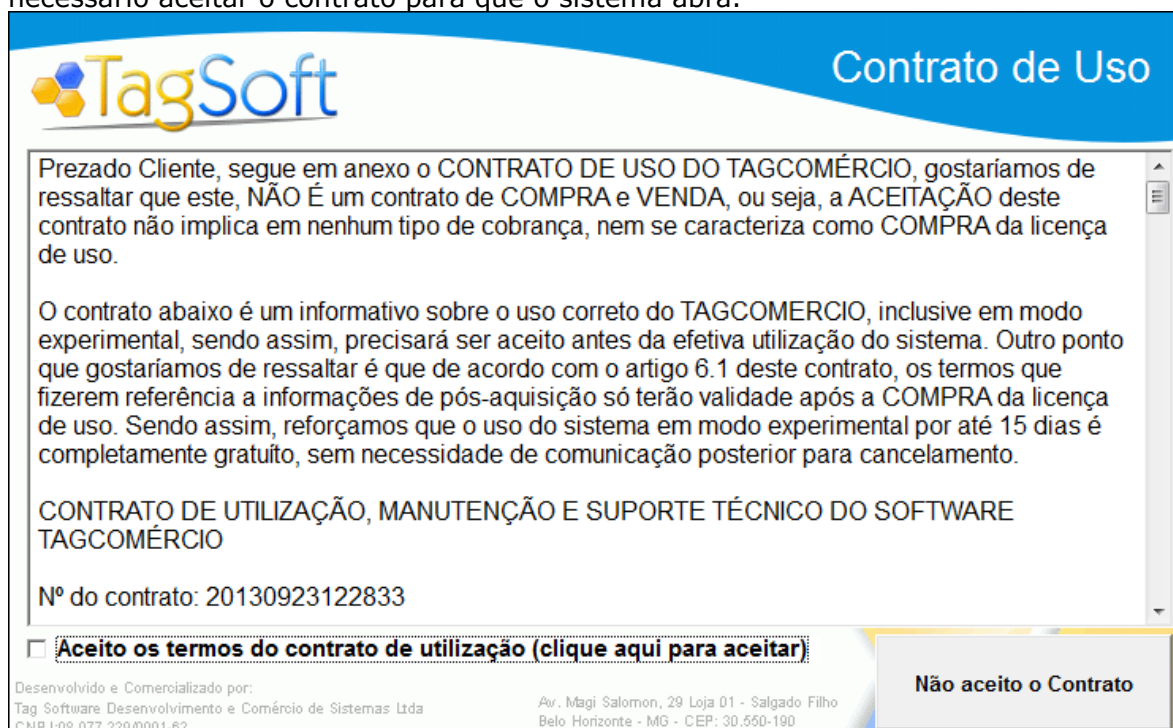 necessário aceitar o contrato para que o sistema abra.
TagSoft
Contrato de Uso
Prezado Cliente, segue em anexo o CONTRATO DE USO DO TAGCOMÉRCIO, gostaríamos de
ressaltar que este, NÃO É um contrato de COMPRA e VENDA, ou seja, a ACEITAÇÃO deste
contrato não implica em nenhum tipo de cobrança, nem se caracteriza como COMPRA da licença
de uso.
O contrato abaixo é um informativo sobre o uso correto do TAGCOMERCIO, inclusive em modo
experimental, sendo assim, precisará ser aceito antes da efetiva utilização do sistema. Outro ponto
que gostaríamos de ressaltar é que de acordo com o artigo 6.1 deste contrato, os termos que
fizerem referência a informações de pós-aquisição só terão validade após a COMPRA da licença
de uso. Sendo assim, reforçamos que o uso do sistema em modo experimental por até 15 dias é
completamente gratuíto, sem necessidade de comunicação posterior para cancelamento.
CONTRATO DE UTILIZAÇÃO, MANUTENÇÃO E SUPORTE TÉCNICO DO SOFTWARE
TAGCOMÉRCIO
Nº do contrato: 20130923122833
Aceito os termos do contrato de utilização (clique aqui para aceitar)
Não aceito o Contrato
Desenvolvido e Comercializado por:
Tag Software Desenvolvimento e Comércio de Sistemas Ltda
Av. Magi Salomon, 29 Loja 01 - Salgado Filho
Belo Horizonte - MG - CEP: 30.550-190